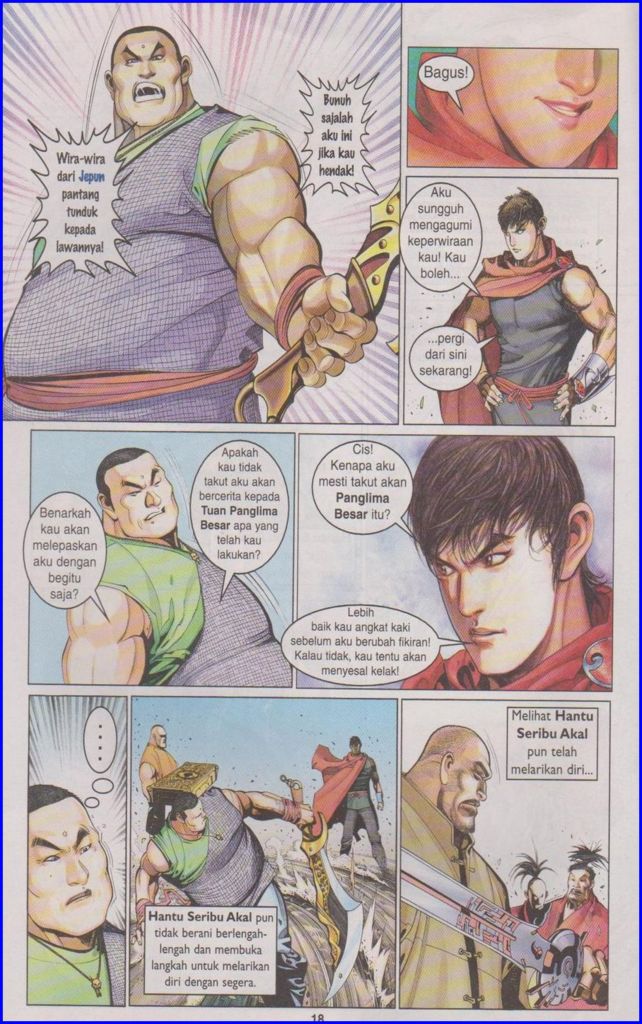 Wira-wira
dari Jepun
pantang
tunduk
kepada
lawannya!
Bunuh
sajalah
aku ini
jika kau
hendak!
Bagus!
Aku
sungguh
mengagumi
keperwiraan
kau! Kau
boleh...
...pergi
dari sini
sekarang!
Benarkah
kau akan
melepaskan
aku dengan
begitu
saja?
Apakah
kau tidak
takut aku akan
bercerita kepada
Tuan Panglima
Besar apa yang
telah kau
lakukan?
Cis!
Kenapa aku
mesti takut akan
Panglima
Besar itu?
Lebih
baik kau angkat kaki
sebelum aku berubah fikiran!
Kalau tidak, kau tentu akan
menyesal kelak!
....
Hantu Seribu Akal pun
tidak berani berlengah-
lengah dan membuka
langkah untuk melarikan
diri dengan segera.
Melihat Hantu
Seribu Akal
pun telah
melarikan diri...
18